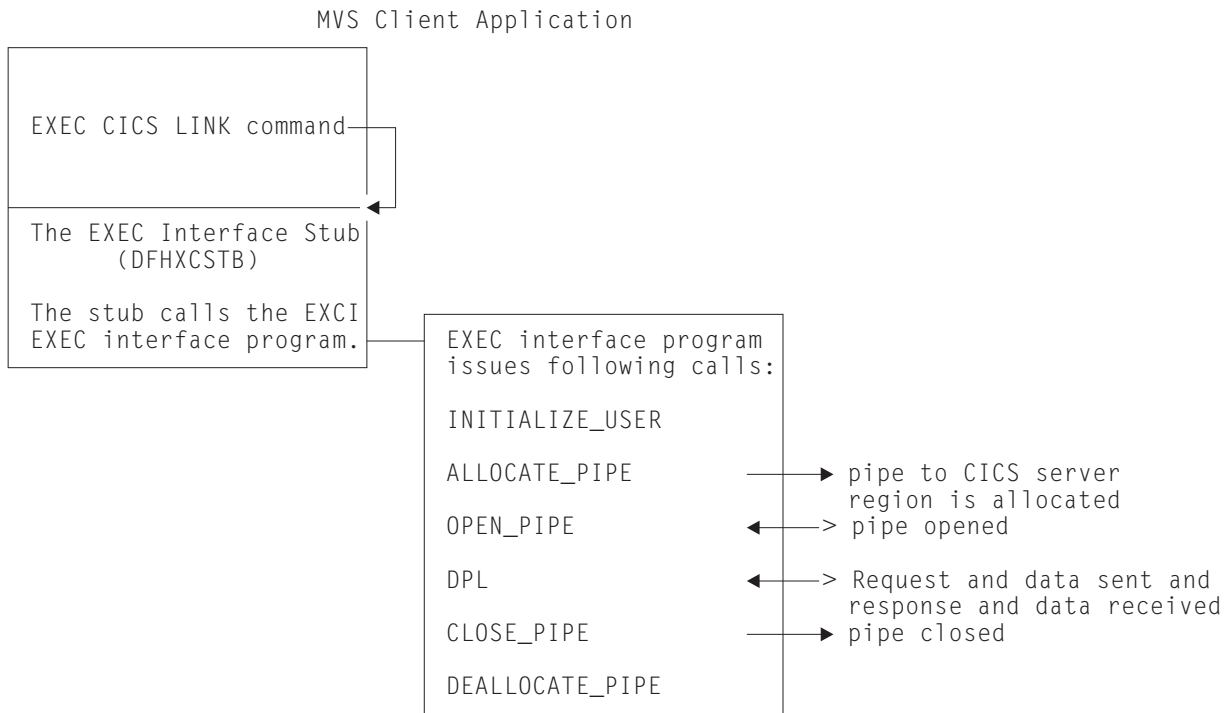 MVS Client Application
EXEC CICS LINK command
The EXEC Interface Stub
(DFHXCSTB)
The stub calls the EXCI
EXEC interface program.
EXEC interface program
issues following calls:
INITIALIZE_USER
ALLOCATE_PIPE
pipe to CICS server
region is allocated
OPEN_PIPE
> pipe opened
DPL
> Request and data sent and
response and data received
CLOSE_PIPE
pipe closed
DEALLOCATE_PIPE